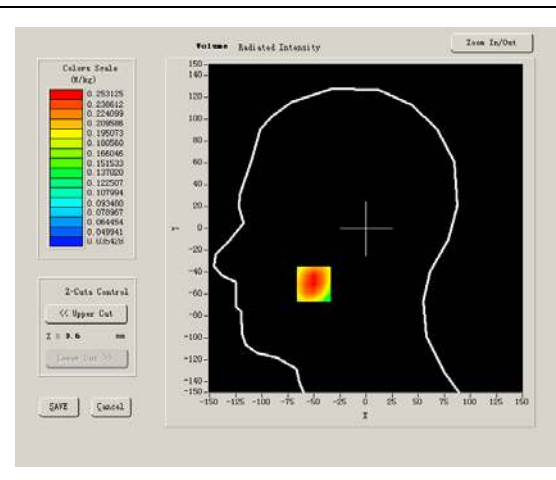 Volume Radiated Intensity
Zoom In/Out
Colors Scale
(W/kg)
0.253125
0.238612
0.224099
0.209586
0.195073
0.180560
0.166046
0.151533
0.137020
0.122507
0.107994
0.093480
0.078967
0.064454
0.049941
0.035428
Z-Cuts Control
<< Upper Cut
Z = 9.6 mm
Lower Cut >>
SAVE
Cancel
150
140
120
100
80
60
40
20
0
-20
-40
-60
-80
-100
-120
-140
-150
Y
-150 -125 -100 -75 -50 -25 0 25 50 75 100 125 150
X